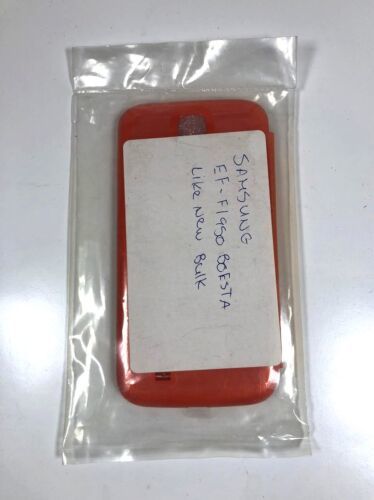 SAMSUNG
EF-FI950 BOESTA
Like New Bulk